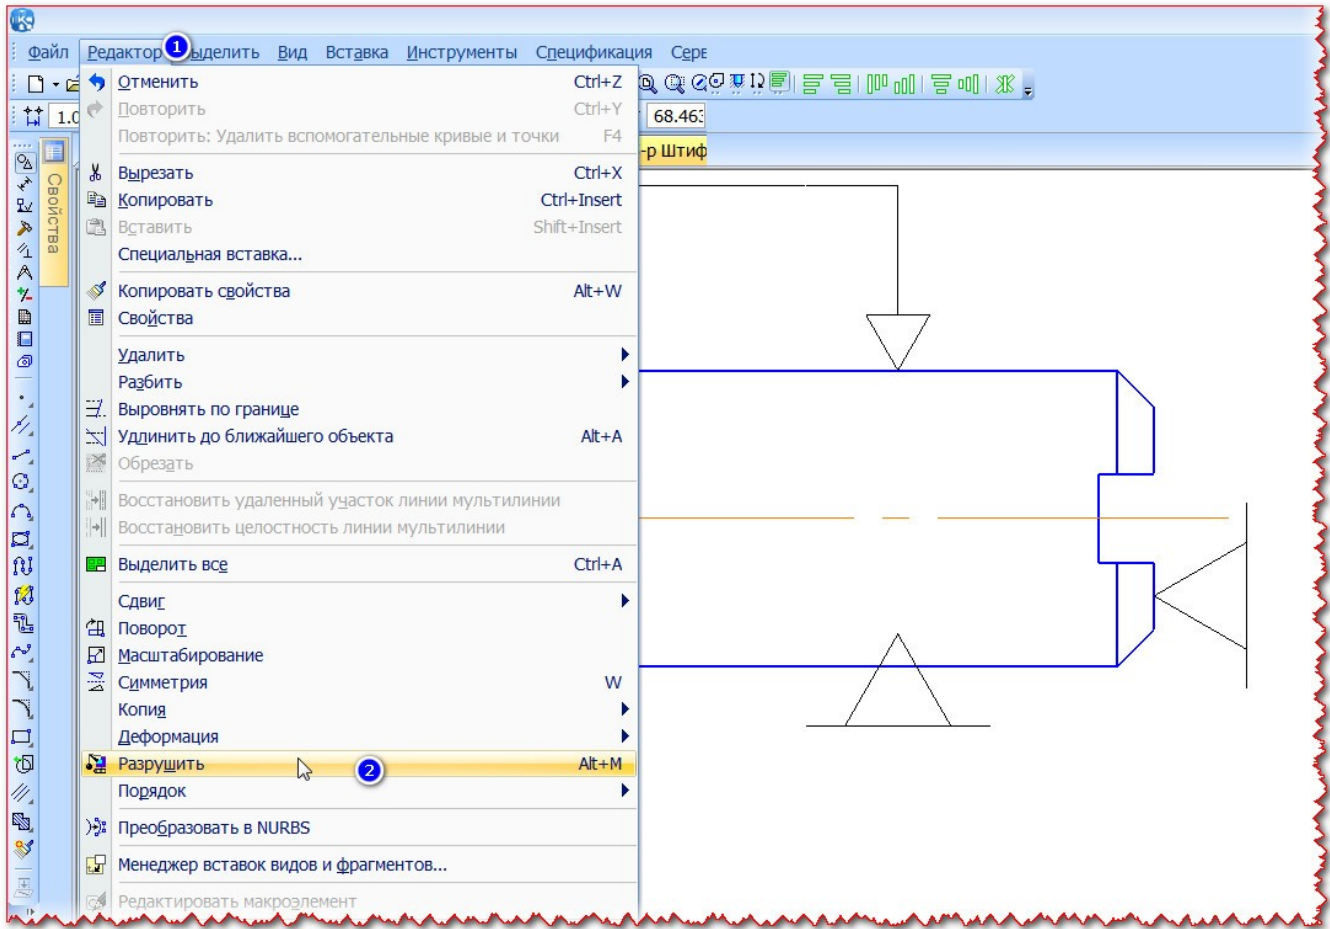 Файл Редактор 1 ыделить Вид Вставка Инструменты Спецификация Серв
Отменить Ctrl+Z
Повторить Ctrl+Y
1.0 68.463
Повторить: Удалить вспомогательные кривые и точки F4
-р Штиф
Свойства
Вырезать Ctrl+X
Копировать Ctrl+Insert
Вставить Shift+Insert
Специальная вставка...
Копировать свойства Alt+W
Свойства
Удалить
Разбить
Выровнять по границе
Удлинить до ближайшего объекта Alt+A
Обрезать
Восстановить удаленный участок линии мультилинии
Восстановить целостность линии мультилинии
Выделить все Ctrl+A
Сдвиг
Поворот
Масштабирование
Симметрия W
Копия
Деформация
Разрушить 2 Alt+M
Порядок
Преобразовать в NURBS
Менеджер вставок видов и фрагментов...
Редактировать макроэлемент